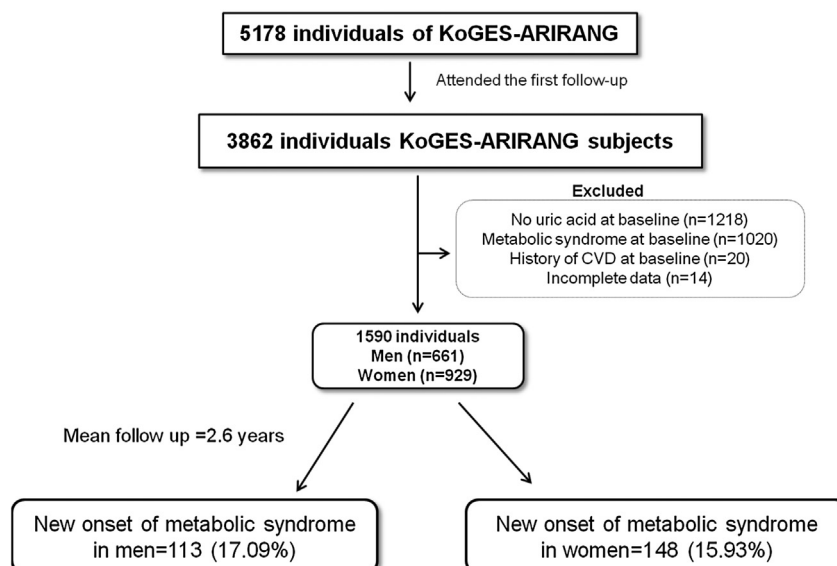 5178 individuals of KoGES-ARIRANG
Attended the first follow-up
3862 individuals KoGES-ARIRANG subjects
Excluded
No uric acid at baseline (n=1218)
Metabolic syndrome at baseline (n=1020)
History of CVD at baseline (n=20)
Incomplete data (n=14)
1590 individuals
Men (n=661)
Women (n=929)
Mean follow up =2.6 years
New onset of metabolic syndrome
in men=113 (17.09%)
New onset of metabolic syndrome
in women=148 (15.93%)